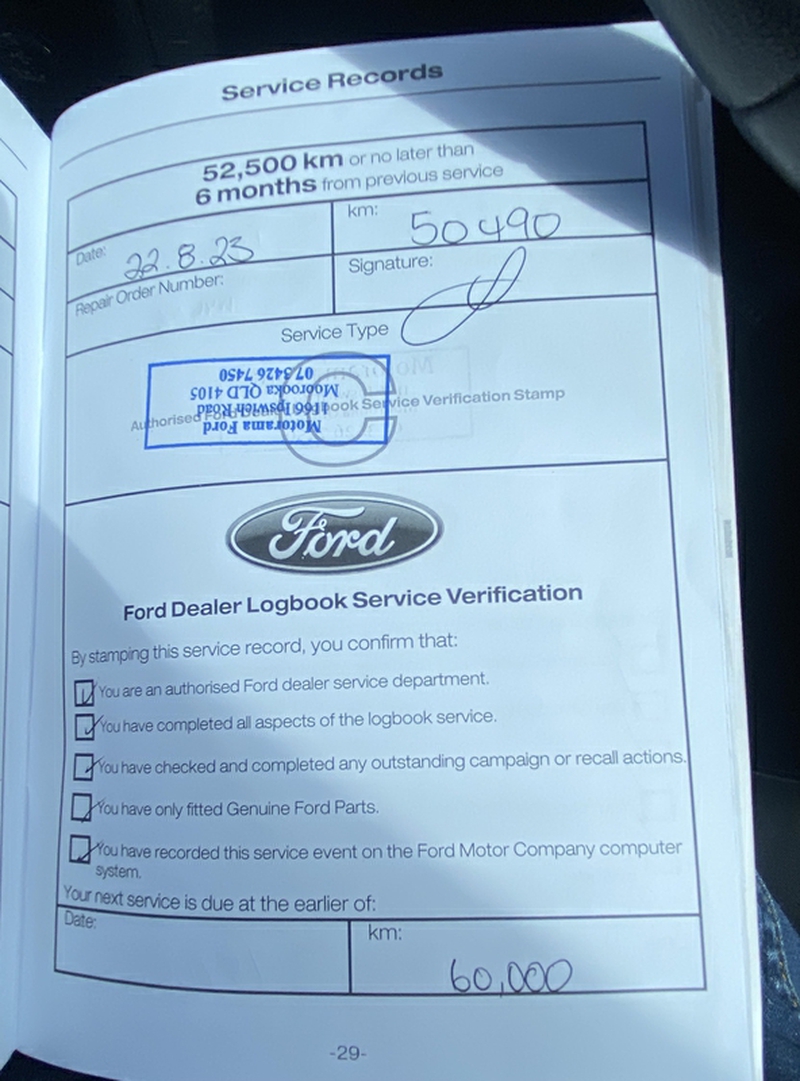 Service Records
52,500 km or no later than
6 months from previous service
Date: 22.8.23
km: 50490
Repair Order Number:
Signature:
Service Type
C
Authorised Ford Dealer Logbook Service Verification Stamp
Motorama Ford
1166 Ipswich Road
Moorooka QLD 4105
07 3426 7450
Ford
Ford Dealer Logbook Service Verification
By stamping this service record, you confirm that:
You are an authorised Ford dealer service department.
You have completed all aspects of the logbook service.
You have checked and completed any outstanding campaign or recall actions.
You have only fitted Genuine Ford Parts.
You have recorded this service event on the Ford Motor Company computer
system.
Your next service is due at the earlier of:
Date:
km: 60,000
-29-